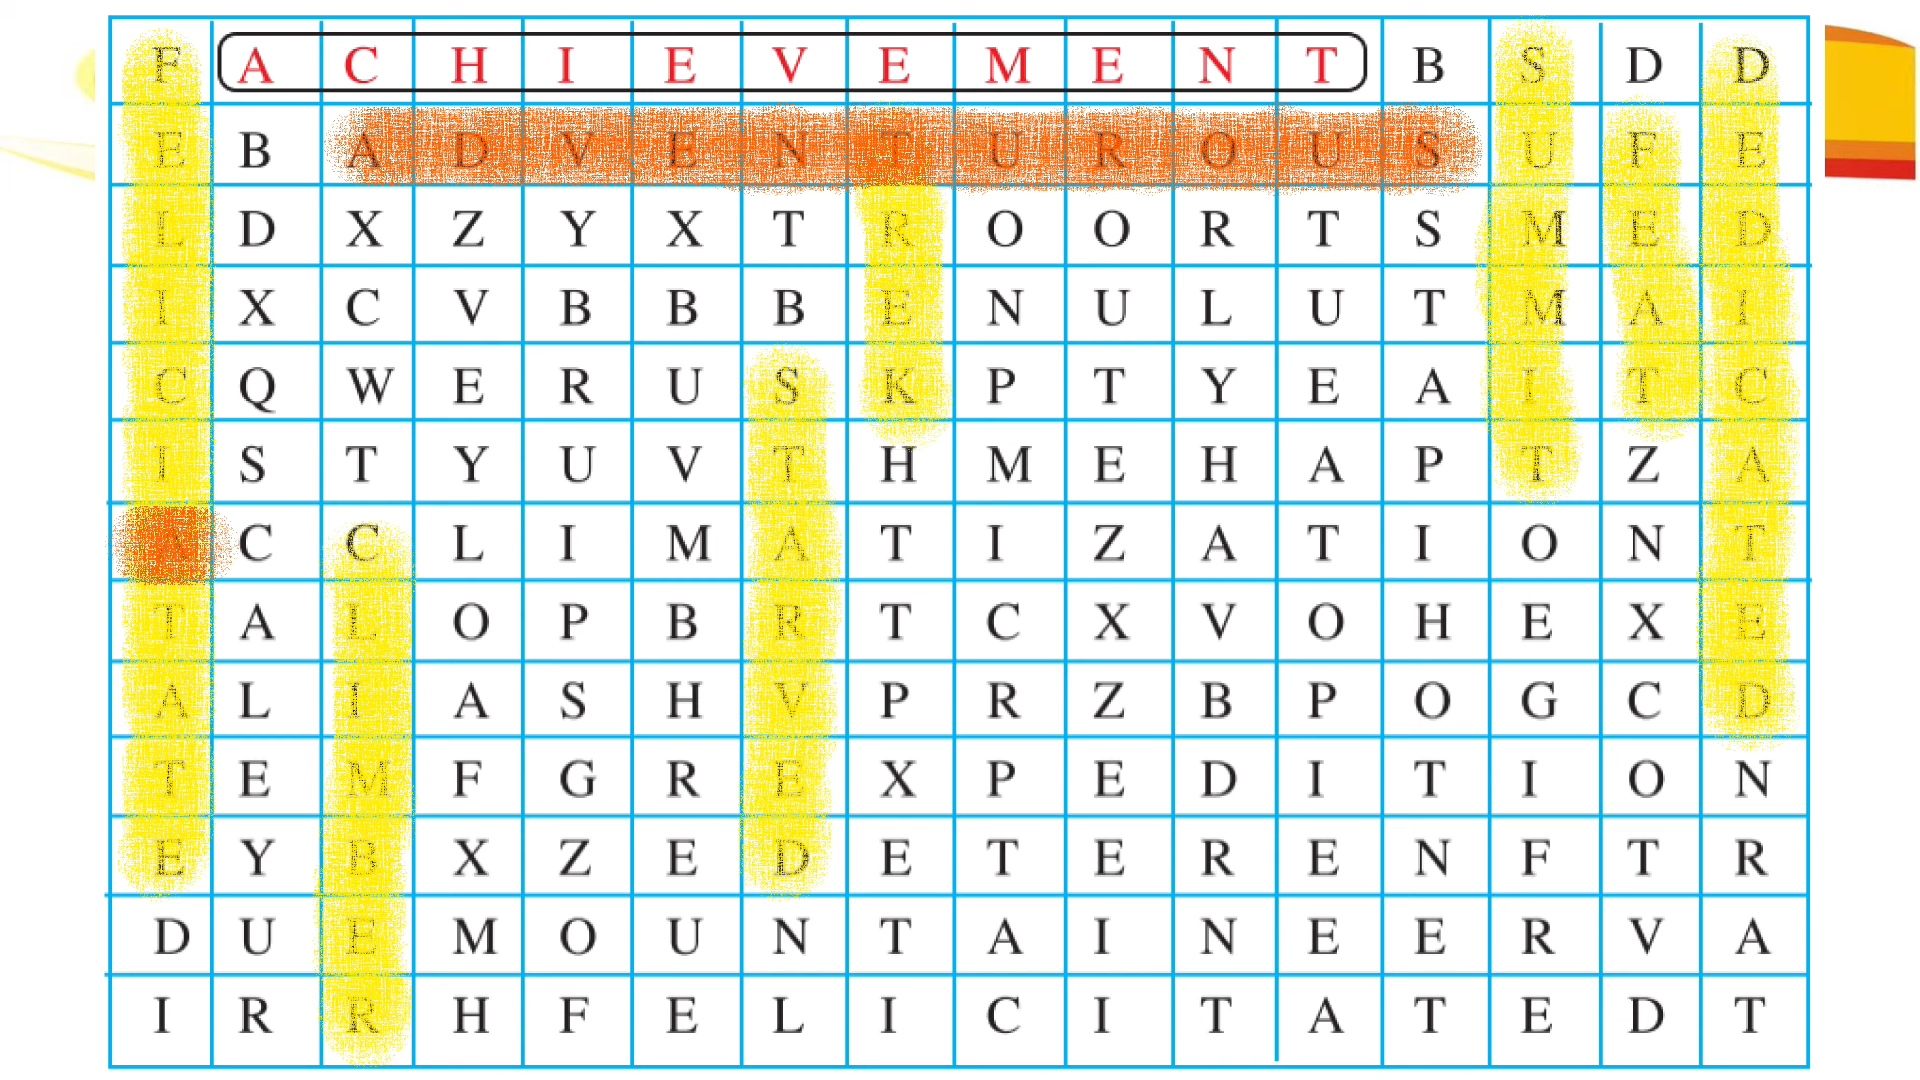 F A C H I E V E M E N T B S D D
E B A D V E N T U R O U S U F E
L D X Z Y X T R O O R T S M E D
I X C V B B B E N U L U T M A I
C Q W E R U S K P T Y E A I T C
I S T Y U V T H M E H A P T Z A
A C C L I M A T I Z A T I O N T
T A L O P B R T C X V O H E X E
A L I A S H V P R Z B P O G C D
T E M F G R E X P E D I T I O N
E Y B X Z E D E T E R E N F T R
D U E M O U N T A I N E E R V A
I R R H F E L I C I T A T E D T